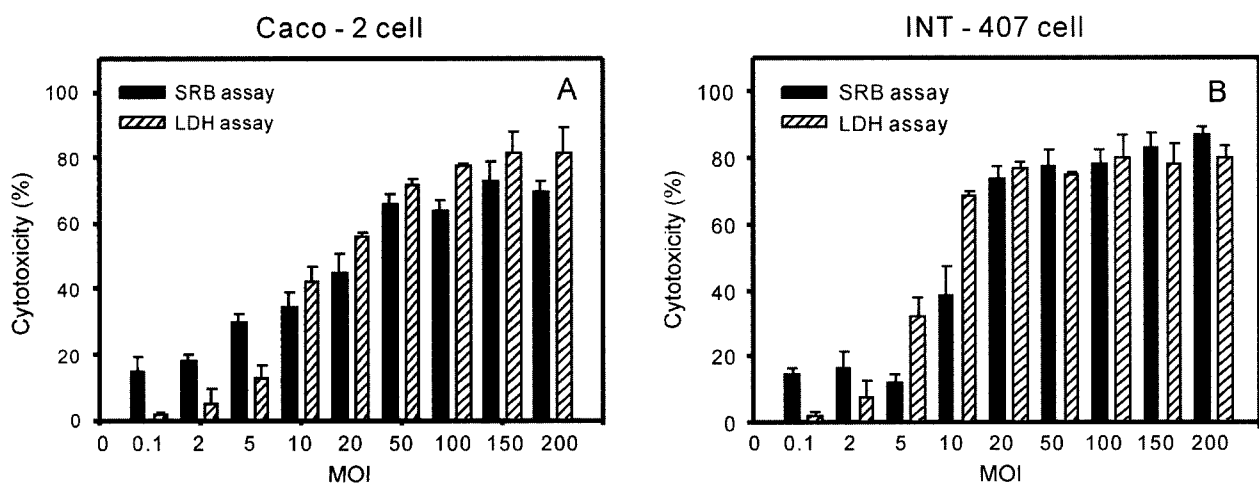 Caco - 2 cell
A
SRB assay
LDH assay
Cytotoxicity (%)
100
80
60
40
20
0
0 0.1 2 5 10 20 50 100 150 200
MOI
INT - 407 cell
B
SRB assay
LDH assay
Cytotoxicity (%)
100
80
60
40
20
0
0 0.1 2 5 10 20 50 100 150 200
MOI